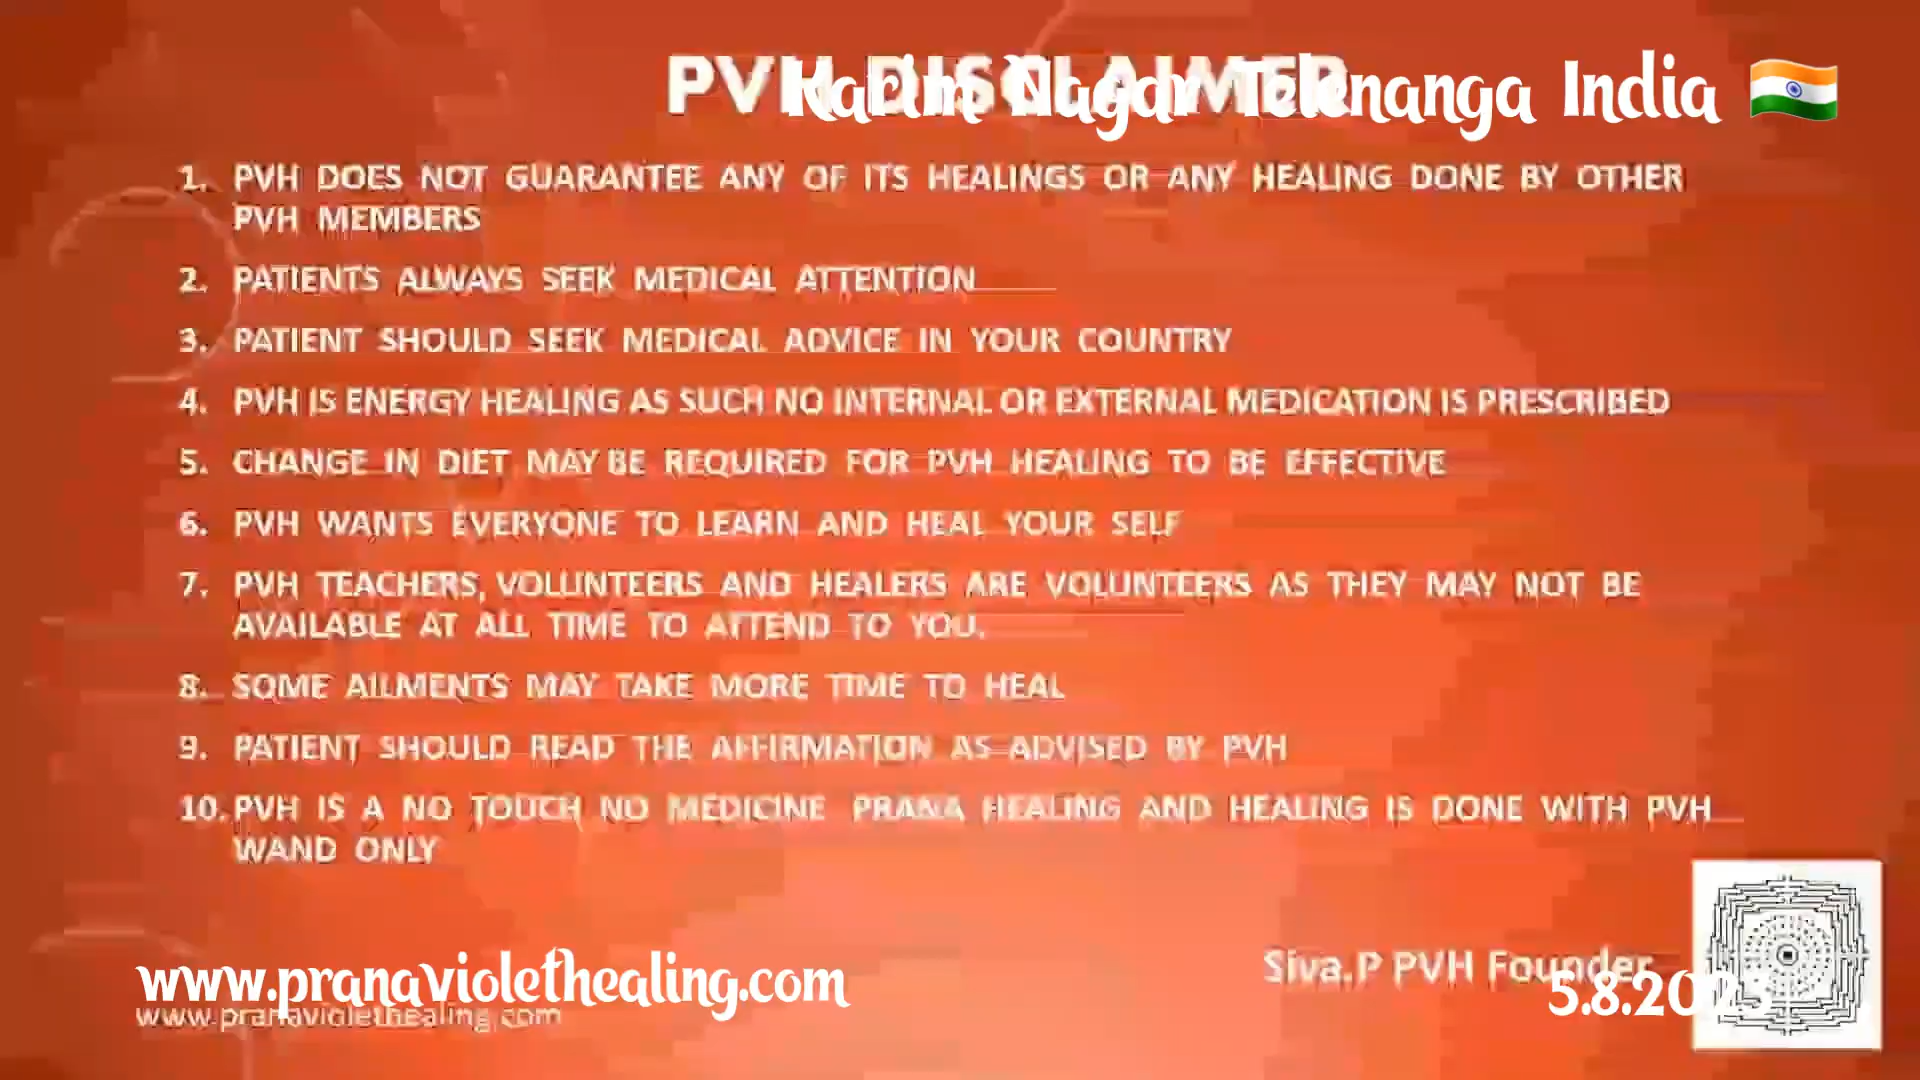 PVH DISCLAIMER
Karim Nagar Telenanga India
1. PVH DOES NOT GUARANTEE ANY OF ITS HEALINGS OR ANY HEALING DONE BY OTHER
PVH MEMBERS
2. PATIENTS ALWAYS SEEK MEDICAL ATTENTION
3. PATIENT SHOULD SEEK MEDICAL ADVICE IN YOUR COUNTRY
4. PVH IS ENERGY HEALING AS SUCH NO INTERNAL OR EXTERNAL MEDICATION IS PRESCRIBED
5. CHANGE IN DIET MAY BE REQUIRED FOR PVH HEALING TO BE EFFECTIVE
6. PVH WANTS EVERYONE TO LEARN AND HEAL YOUR SELF
7. PVH TEACHERS, VOLUNTEERS AND HEALERS ARE VOLUNTEERS AS THEY MAY NOT BE
AVAILABLE AT ALL TIME TO ATTEND TO YOU.
8. SOME AILMENTS MAY TAKE MORE TIME TO HEAL
9. PATIENT SHOULD READ THE AFFIRMATION AS ADVISED BY PVH
10. PVH IS A NO TOUCH NO MEDICINE PRANA HEALING AND HEALING IS DONE WITH PVH
WAND ONLY
Siva.P PVH Founder
www.pranaviolethealing.com
www.pranaviolethealing.com